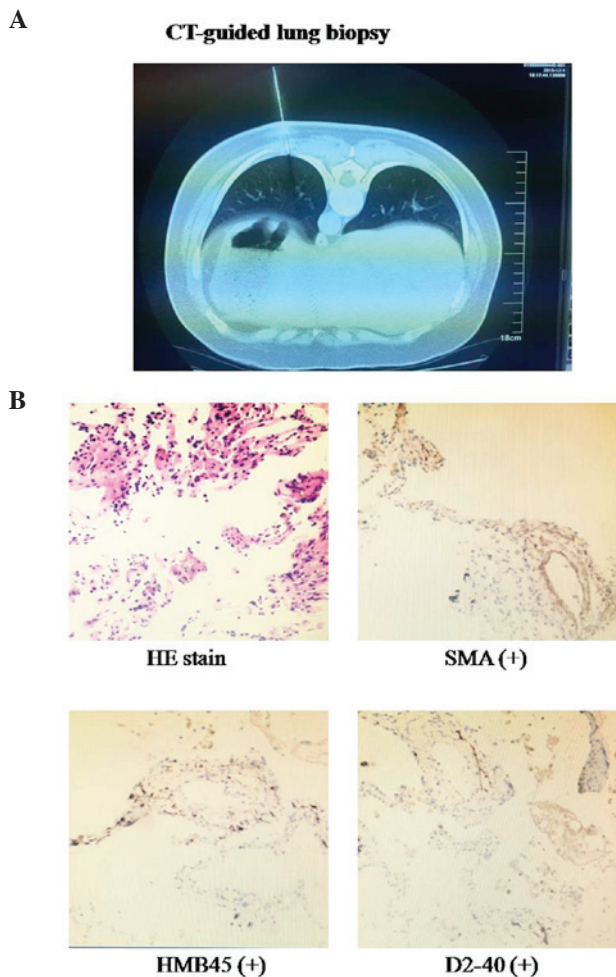 A
CT-guided lung biopsy
18cm
B
HE stain
SMA (+)
HMB45 (+)
D2-40 (+)